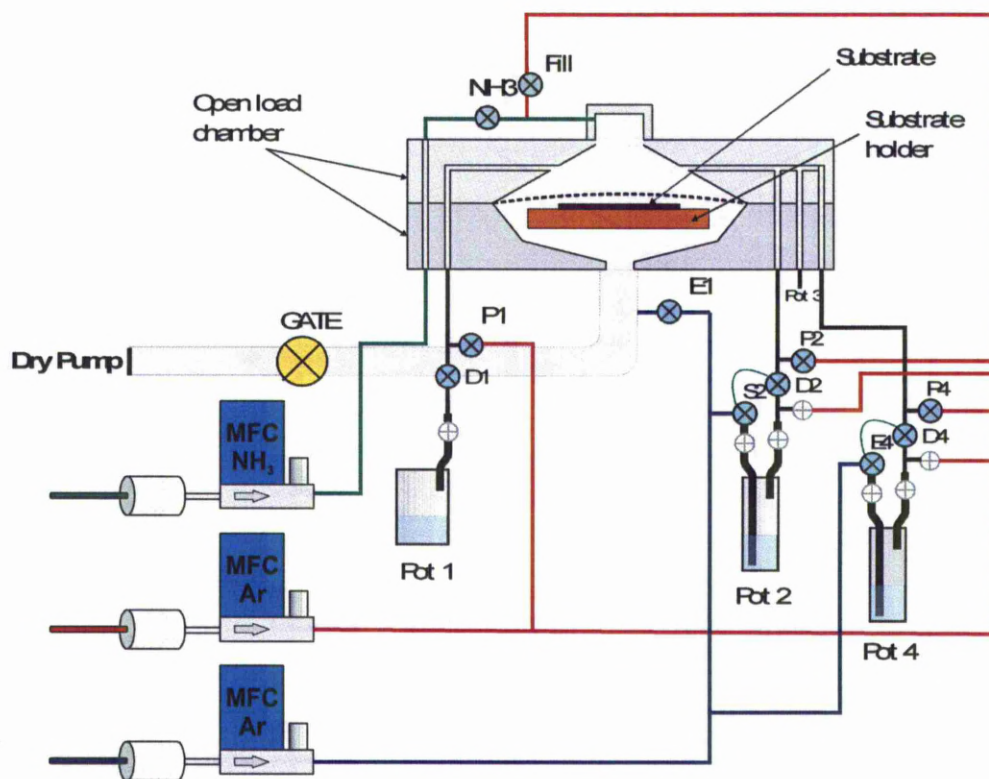 Fill
Substrate
NH3
Open load
chamber
Substrate
holder
E1
Pot 3
GATE
P1
P2
Dry Pump
D1
S2
D2
P4
MFC
NH₃
E4
D4
Pot 1
MFC
Ar
Pot 2
Pot 4
MFC
Ar